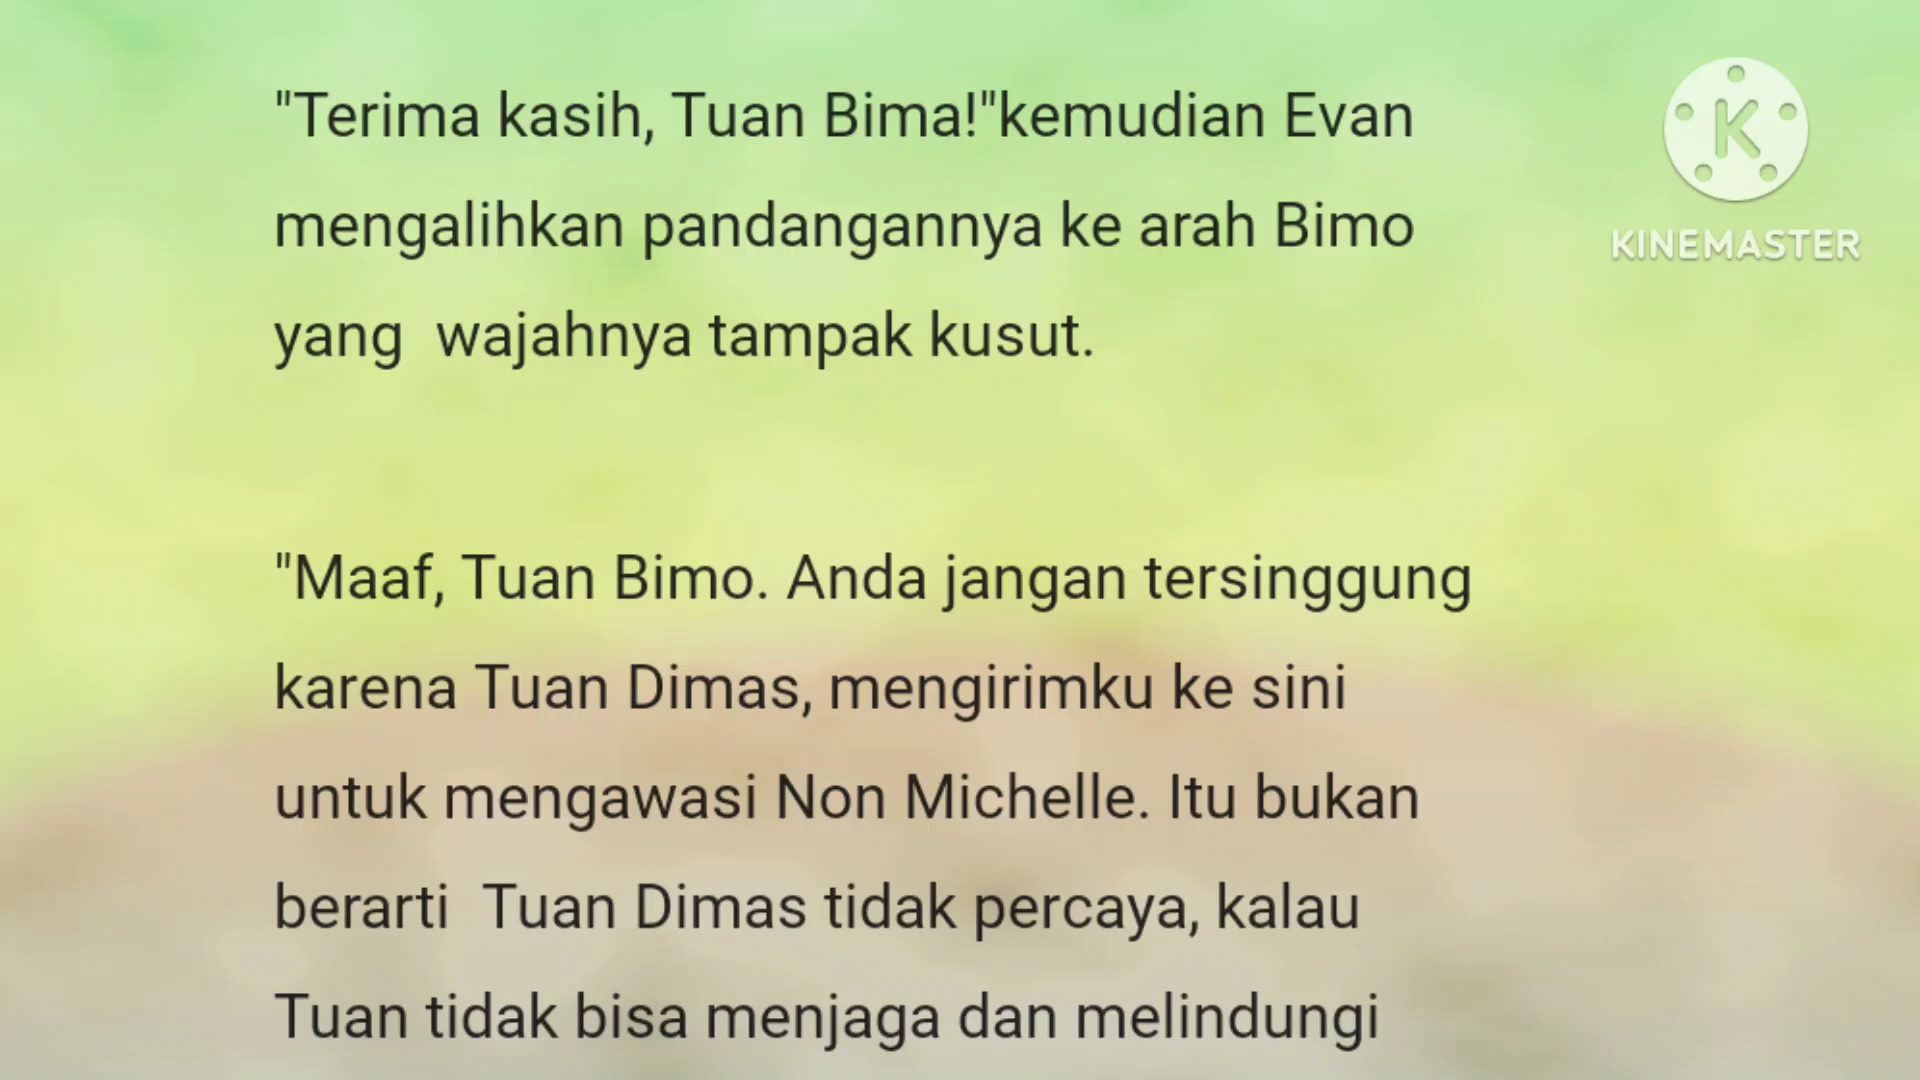 "Terima kasih, Tuan Bima!"kemudian Evan
mengalihkan pandangannya ke arah Bimo
yang  wajahnya tampak kusut.
"Maaf, Tuan Bimo. Anda jangan tersinggung
karena Tuan Dimas, mengirimku ke sini
untuk mengawasi Non Michelle. Itu bukan
berarti  Tuan Dimas tidak percaya, kalau
Tuan tidak bisa menjaga dan melindungi
K
KINEMASTER